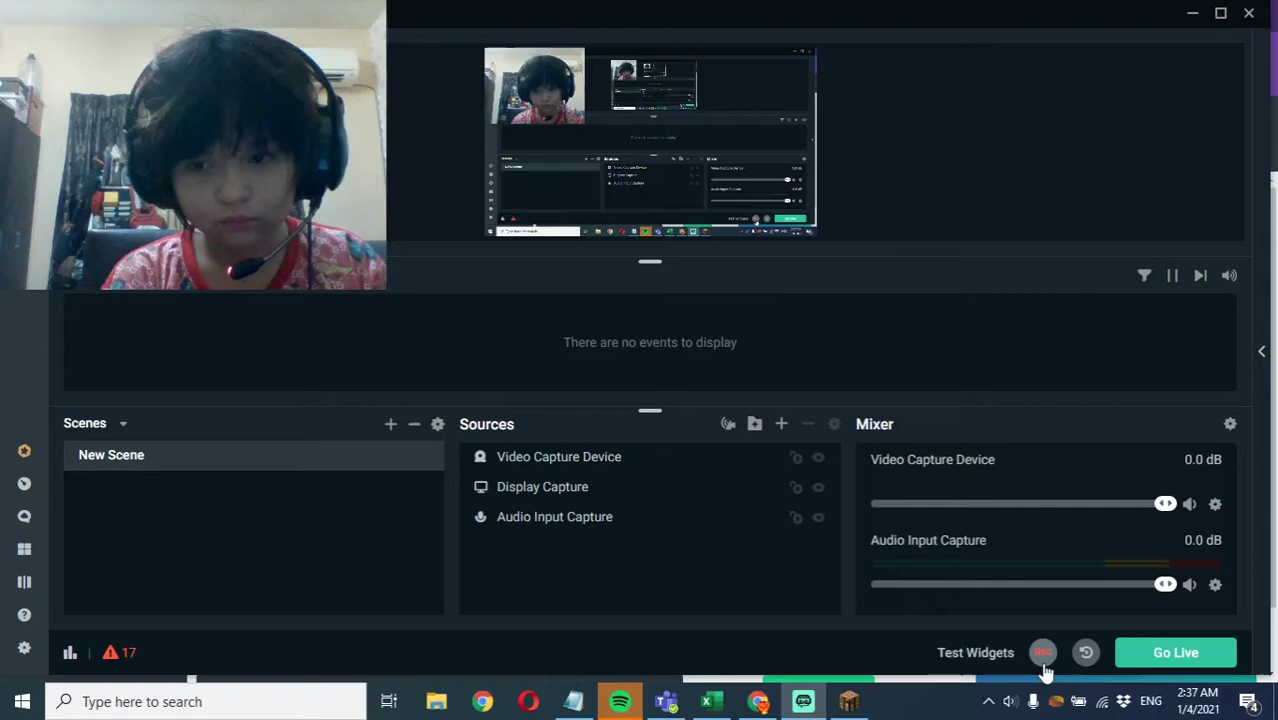 There are no events to display
Scenes
Sources
Mixer
New Scene
Video Capture Device
Display Capture
Audio Input Capture
Video Capture Device 0.0 dB
Audio Input Capture 0.0 dB
17
Test Widgets
REC
Go Live
Type here to search
ENG
2:37 AM
1/4/2021
4